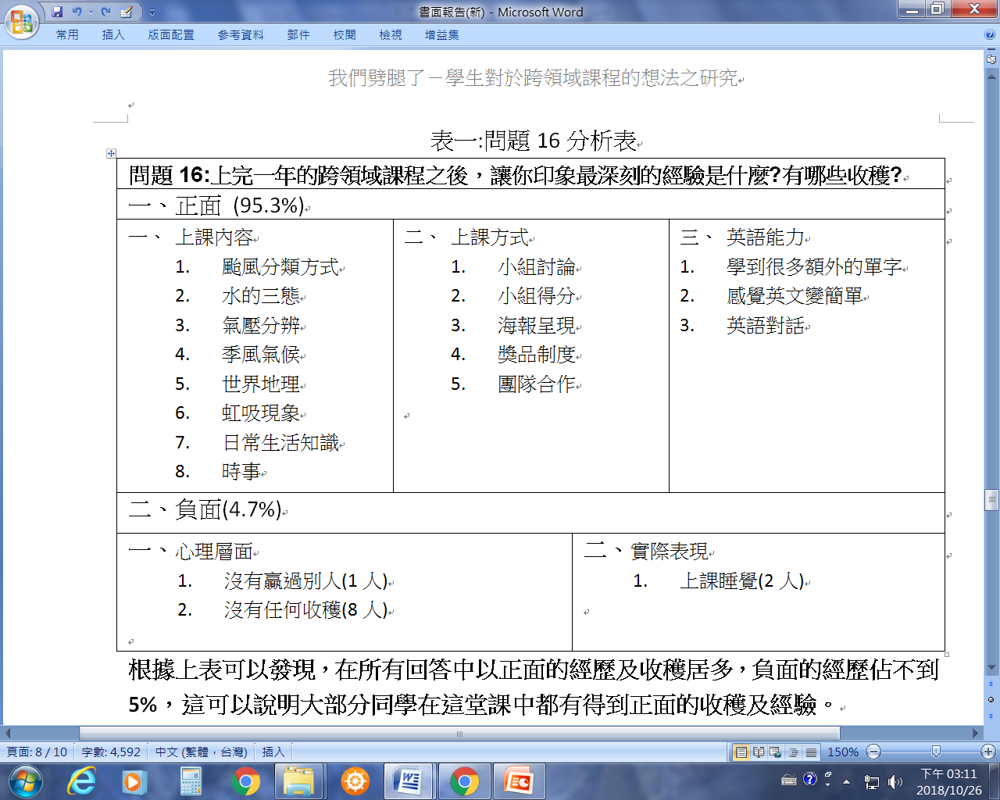 書面報告(新) - Microsoft Word
常用 插入 版面配置 參考資料 郵件 校閱 檢視 增益集
我們劈腿了－學生對於跨領域課程的想法之研究
表一:問題 16 分析表
問題 16:上完一年的跨領域課程之後，讓你印象最深刻的經驗是什麼?有哪些收穫?
一、正面 (95.3%)
一、 上課內容
1. 颱風分類方式
2. 水的三態
3. 氣壓分辨
4. 季風氣候
5. 世界地理
6. 虹吸現象
7. 日常生活知識
8. 時事
二、 上課方式
1. 小組討論
2. 小組得分
3. 海報呈現
4. 獎品制度
5. 團隊合作
三、 英語能力
1. 學到很多額外的單字
2. 感覺英文變簡單
3. 英語對話
二、負面(4.7%)
一、心理層面
1. 沒有贏過別人(1 人)
2. 沒有任何收穫(8 人)
二、實際表現
1. 上課睡覺(2 人)
根據上表可以發現，在所有回答中以正面的經歷及收穫居多，負面的經歷佔不到
5%，這可以說明大部分同學在這堂課中都有得到正面的收穫及經驗。
頁面: 8 / 10 字數: 4,592 中文 (繁體，台灣) 插入 150%
下午 03:11
2018/10/26